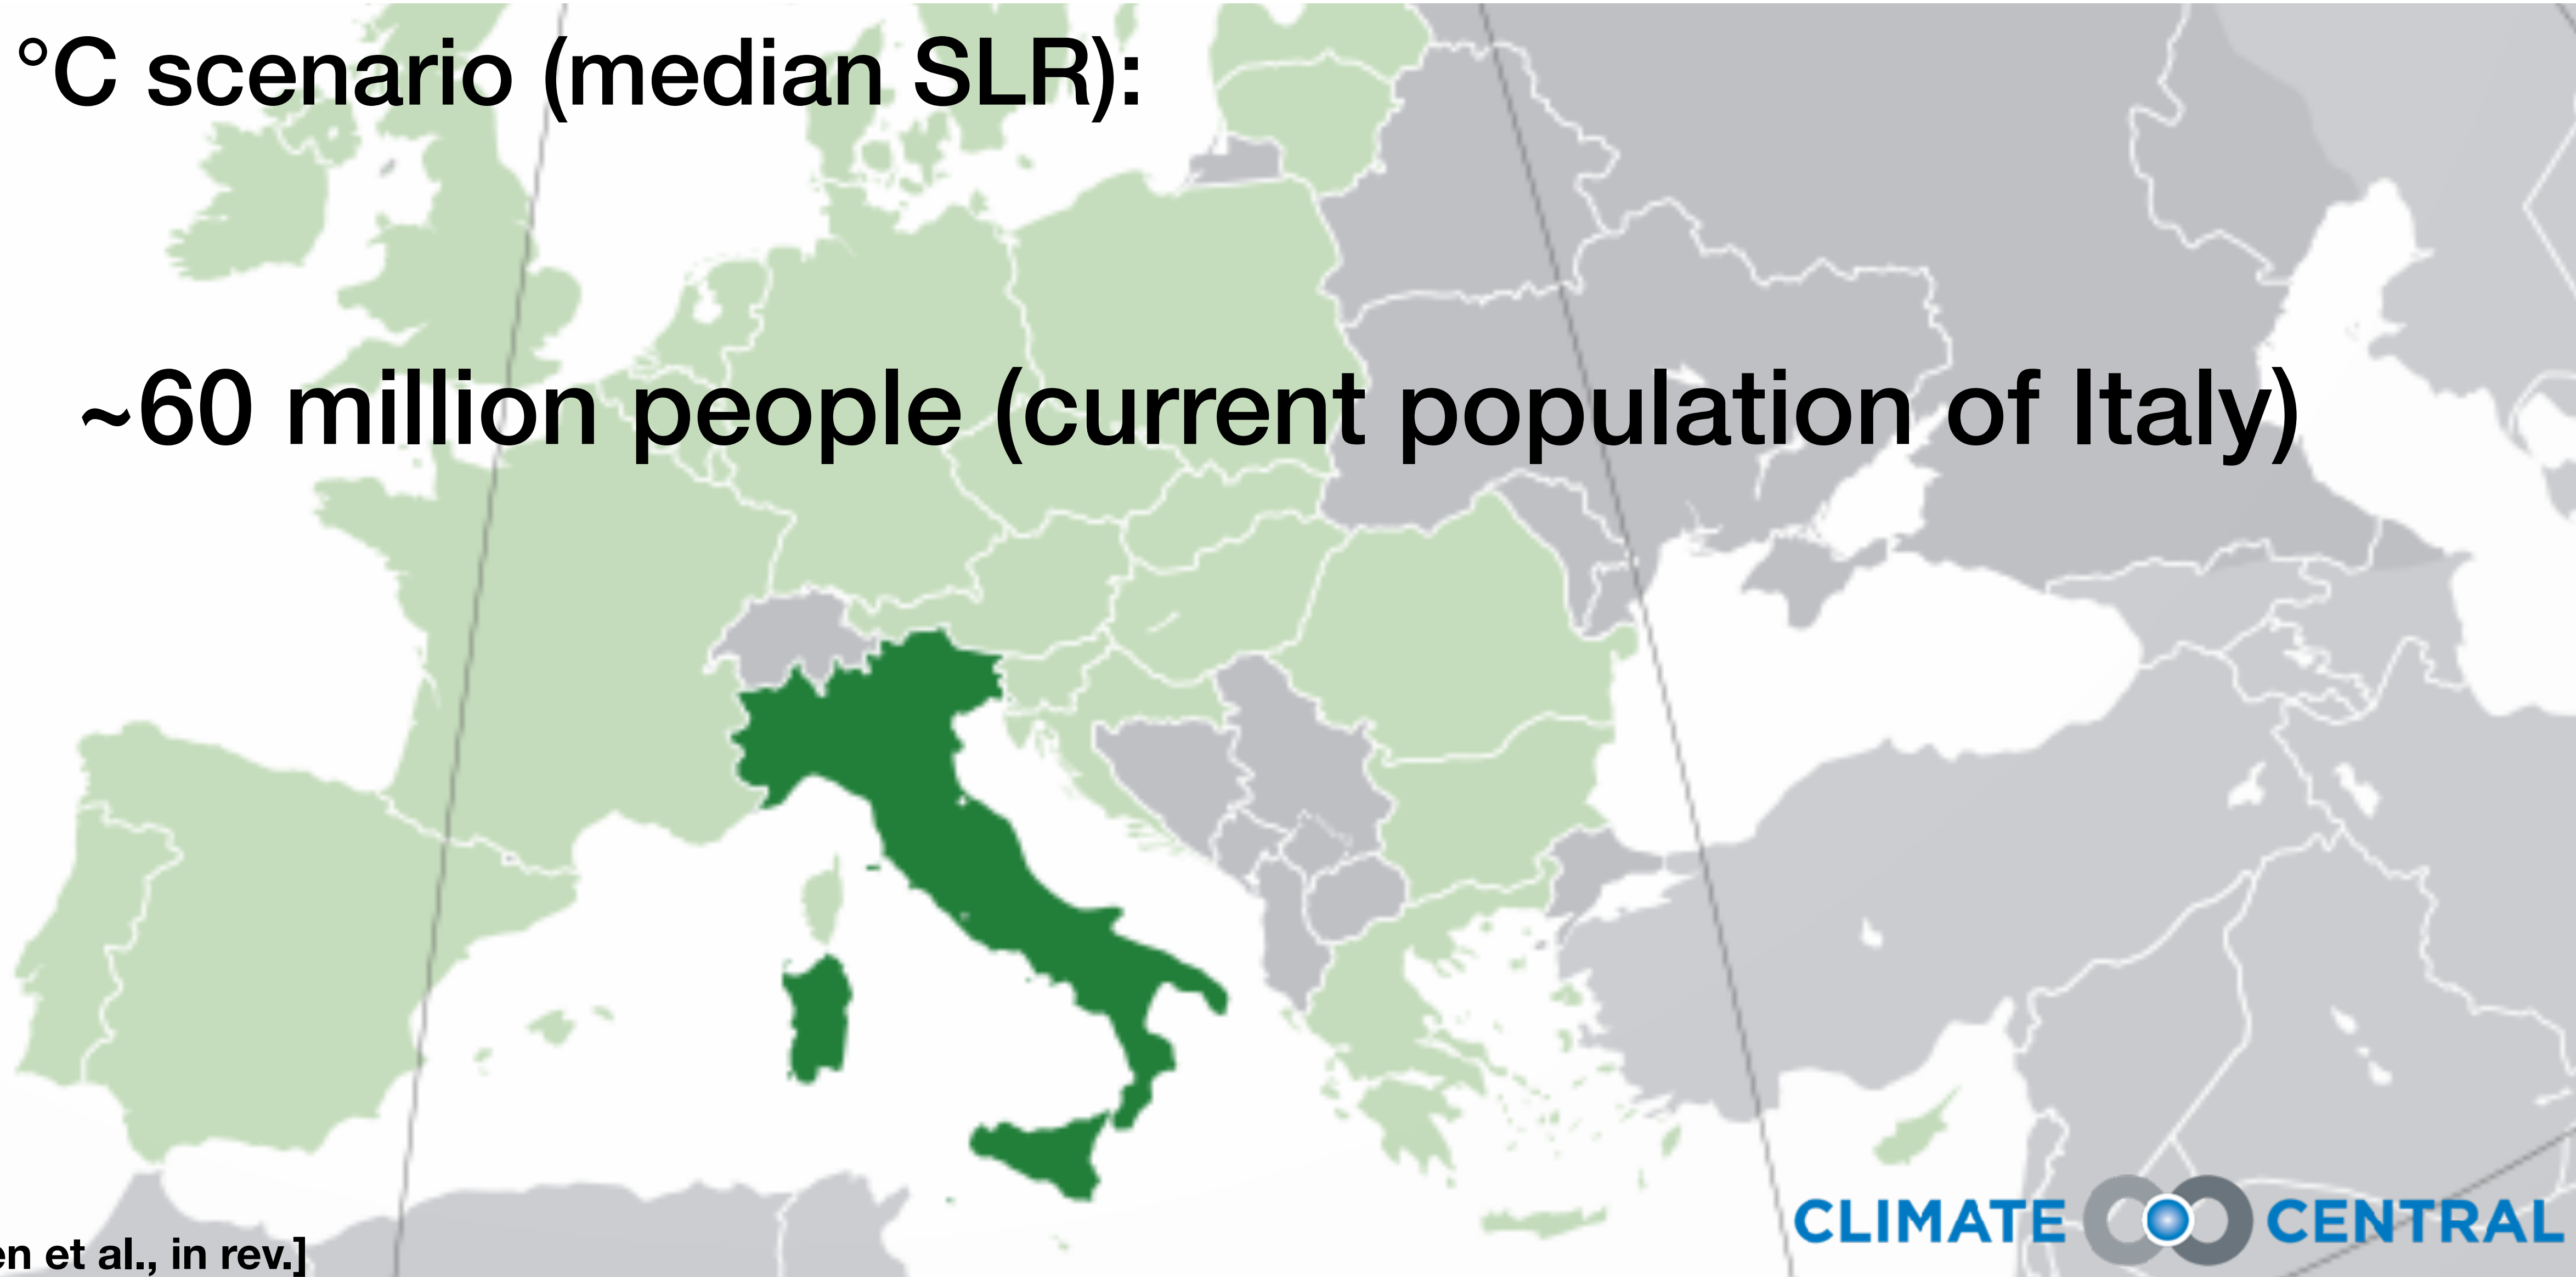 °C scenario (median SLR):
~60 million people (current population of Italy)
CLIMATE CENTRAL
en et al., in rev.]